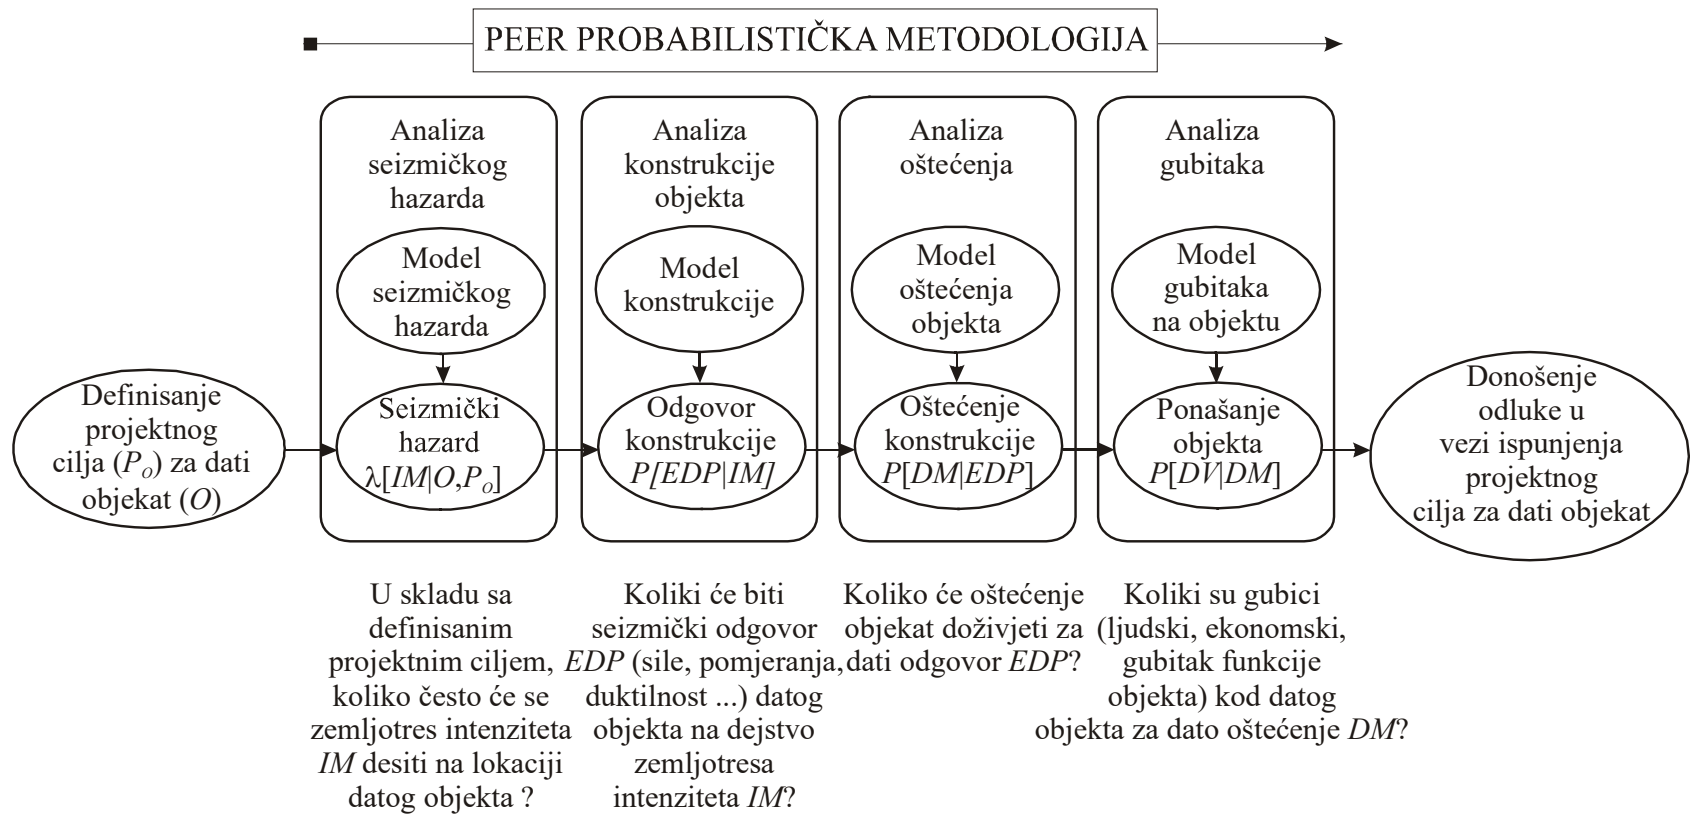 PEER PROBABILISTIČKA METODOLOGIJA
Analiza
seizmičkog
hazarda
Model
seizmičkog
hazarda
Seizmički
hazard
λ[IM|O,Po]
Analiza
konstrukcije
objekta
Model
konstrukcije
Odgovor
konstrukcije
P[EDP|IM]
Analiza
oštećenja
Model
oštećenja
objekta
Oštećenje
konstrukcije
P[DM|EDP]
Analiza
gubitaka
Model
gubitaka
na objektu
Ponašanje
objekta
P[DV|DM]
Definisanje
projektnog
cilja (Po) za dati
objekat (O)
Donošenje
odluke u
vezi ispunjenja
projektnog
cilja za dati objekat
U skladu sa
definisanim
projektnim ciljem,
koliko često će se
zemljotres intenziteta
IM desiti na lokaciji
datog objekta ?
Koliki će biti
seizmički odgovor
EDP (sile, pomjeranja,
duktilnost ...) datog
objekta na dejstvo
zemljotresa
intenziteta IM?
Koliko će oštećenje
objekat doživjeti za
dati odgovor EDP?
Koliki su gubici
(ljudski, ekonomski,
gubitak funkcije
objekta) kod datog
objekta za dato oštećenje DM?